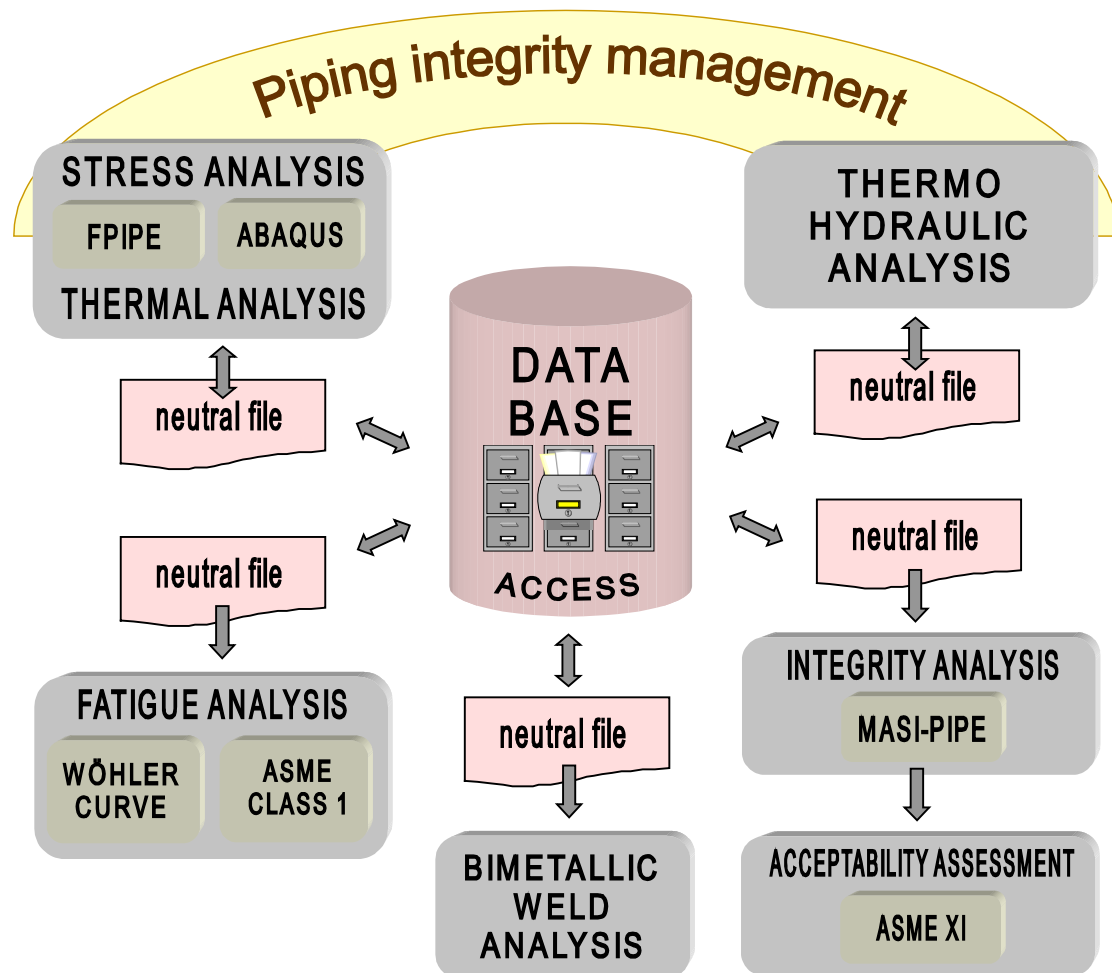 Piping integrity management
STRESS ANALYSIS
FPIPE
ABAQUS
THERMAL ANALYSIS
neutral file
THERMO
HYDRAULIC
ANALYSIS
neutral file
DATA
BASE
ACCESS
neutral file
FATIGUE ANALYSIS
WÖHLER
CURVE
ASME
CLASS 1
neutral file
BIMETALLIC
WELD
ANALYSIS
neutral file
INTEGRITY ANALYSIS
MASI-PIPE
ACCEPTABILITY ASSESSMENT
ASME XI